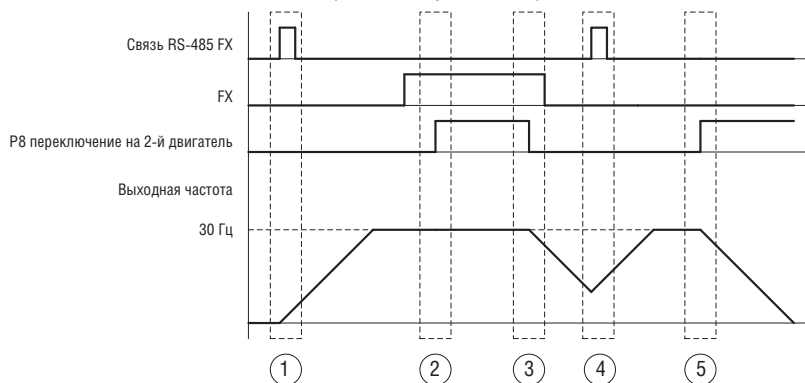 Связь RS-485 FX
FX
P8 переключение на 2-й двигатель
Выходная частота
30 Гц
1 2 3 4 5